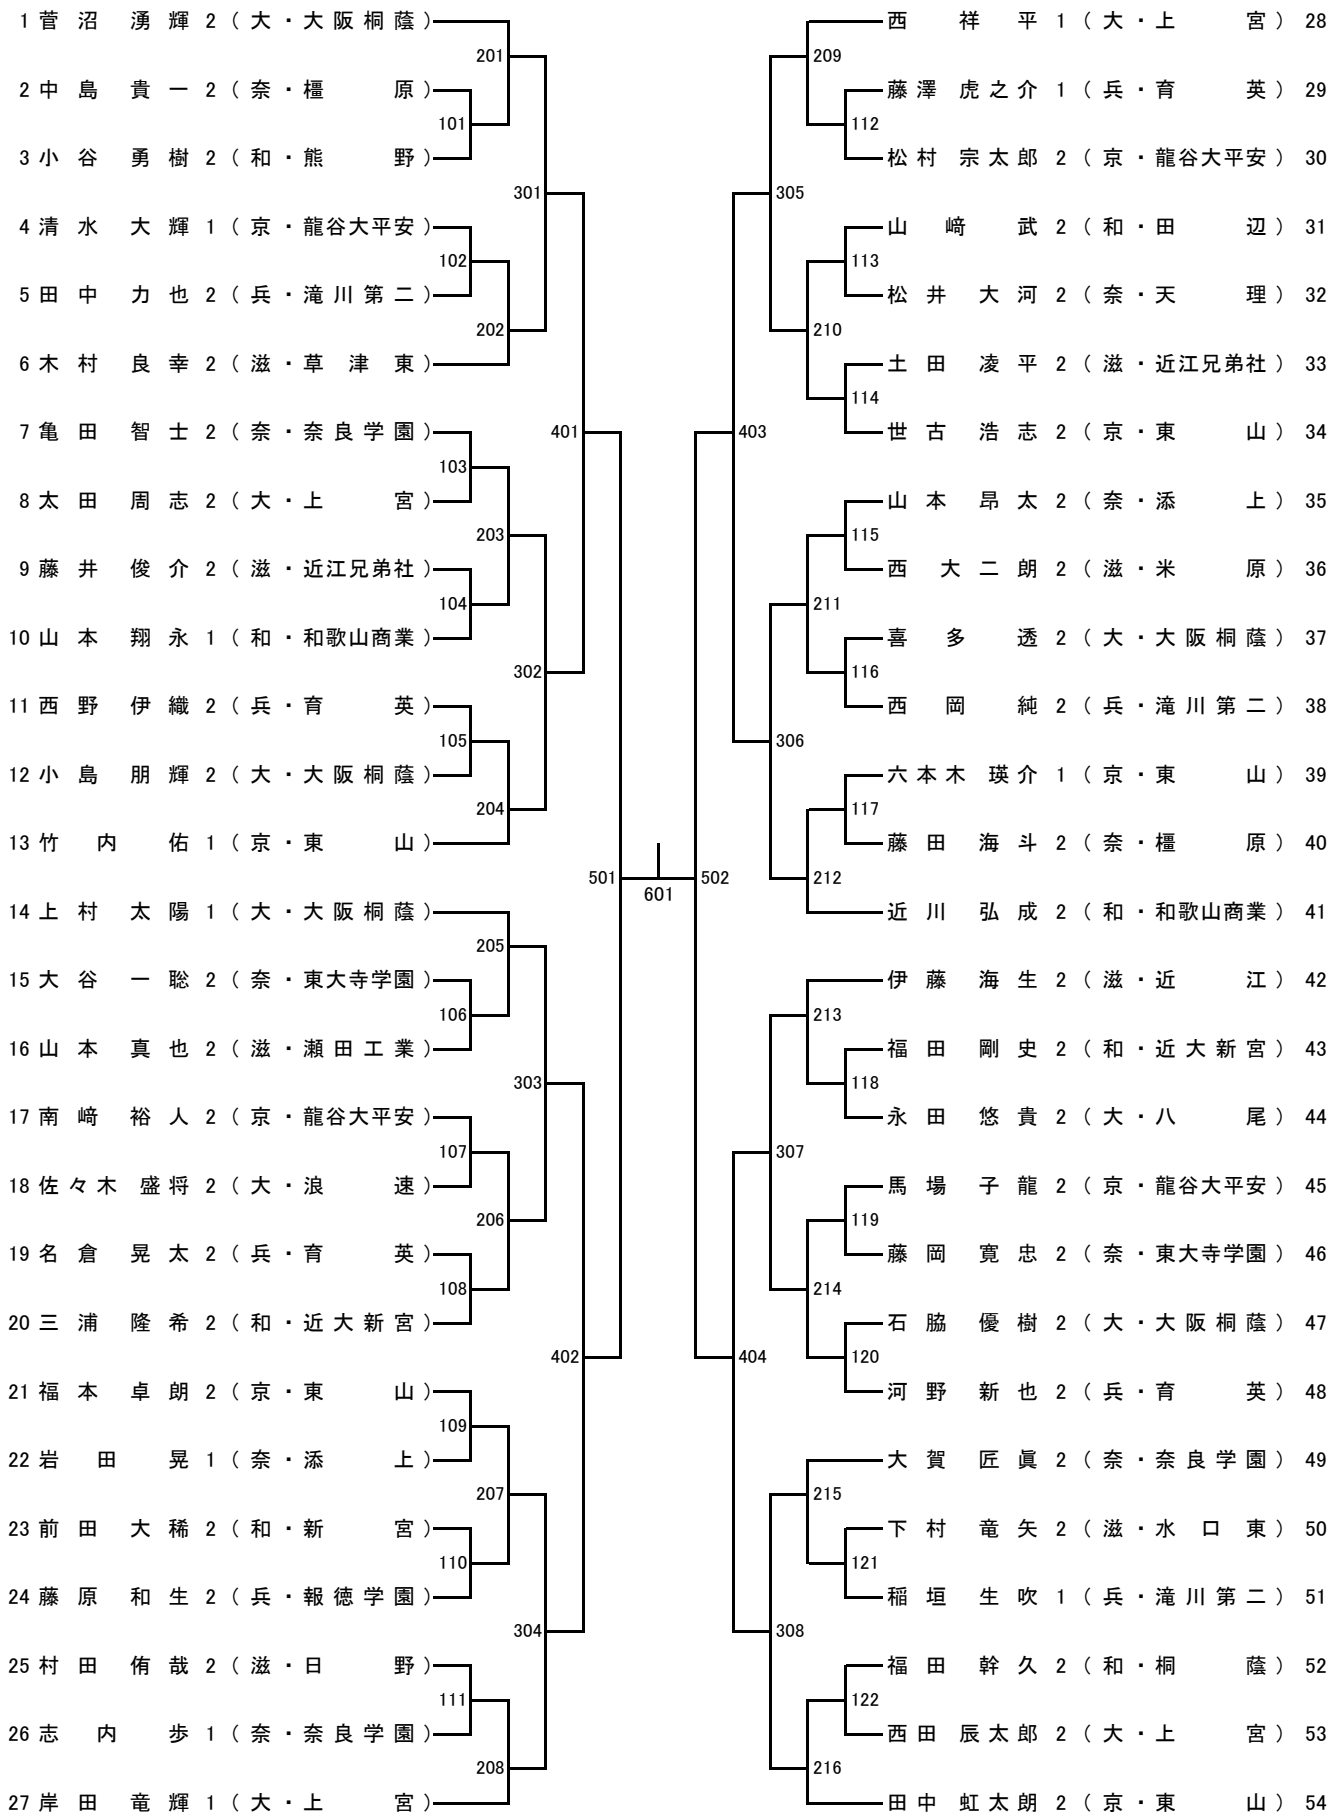 1 菅沼 湧輝 2 ( 大・大阪桐蔭 )
201
2 中島 貴一 2 ( 奈・橿原 )
101
3 小谷 勇樹 2 ( 和・熊野 )
301
4 清水 大輝 1 ( 京・龍谷大平安 )
102
5 田中 力也 2 ( 兵・滝川第二 )
202
6 木村 良幸 2 ( 滋・草津東 )
401
7 亀田 智士 2 ( 奈・奈良学園 )
103
8 太田 周志 2 ( 大・上宮 )
203
9 藤井 俊介 2 ( 滋・近江兄弟社 )
104
10 山本 翔永 1 ( 和・和歌山商業 )
302
11 西野 伊織 2 ( 兵・育英 )
105
12 小島 朋輝 2 ( 大・大阪桐蔭 )
204
13 竹内 佑 1 ( 京・東山 )
501
14 上村 太陽 1 ( 大・大阪桐蔭 )
205
15 大谷 一聡 2 ( 奈・東大寺学園 )
106
16 山本 真也 2 ( 滋・瀬田工業 )
303
17 南﨑 裕人 2 ( 京・龍谷大平安 )
107
18 佐々木 盛将 2 ( 大・浪速 )
206
19 名倉 晃太 2 ( 兵・育英 )
108
20 三浦 隆希 2 ( 和・近大新宮 )
402
21 福本 卓朗 2 ( 京・東山 )
109
22 岩田 晃 1 ( 奈・添上 )
207
23 前田 大稀 2 ( 和・新宮 )
110
24 藤原 和生 2 ( 兵・報徳学園 )
304
25 村田 侑哉 2 ( 滋・日野 )
111
26 志内 歩 1 ( 奈・奈良学園 )
208
27 岸田 竜輝 1 ( 大・上宮 )
601
西 祥平 1 ( 大・上宮 ) 28
209
藤澤 虎之介 1 ( 兵・育英 ) 29
112
松村 宗太郎 2 ( 京・龍谷大平安 ) 30
305
山﨑 武 2 ( 和・田辺 ) 31
113
松井 大河 2 ( 奈・天理 ) 32
210
土田 凌平 2 ( 滋・近江兄弟社 ) 33
114
世古 浩志 2 ( 京・東山 ) 34
403
山本 昂太 2 ( 奈・添上 ) 35
115
西 大二朗 2 ( 滋・米原 ) 36
211
喜多 透 2 ( 大・大阪桐蔭 ) 37
116
西岡 純 2 ( 兵・滝川第二 ) 38
306
六本木 瑛介 1 ( 京・東山 ) 39
117
藤田 海斗 2 ( 奈・橿原 ) 40
212
近川 弘成 2 ( 和・和歌山商業 ) 41
502
伊藤 海生 2 ( 滋・近江 ) 42
213
福田 剛史 2 ( 和・近大新宮 ) 43
118
永田 悠貴 2 ( 大・八尾 ) 44
307
馬場 子龍 2 ( 京・龍谷大平安 ) 45
119
藤岡 寛忠 2 ( 奈・東大寺学園 ) 46
214
石脇 優樹 2 ( 大・大阪桐蔭 ) 47
120
河野 新也 2 ( 兵・育英 ) 48
404
大賀 匠眞 2 ( 奈・奈良学園 ) 49
215
下村 竜矢 2 ( 滋・水口東 ) 50
121
稲垣 生吹 1 ( 兵・滝川第二 ) 51
308
福田 幹久 2 ( 和・桐蔭 ) 52
122
西田 辰太郎 2 ( 大・上宮 ) 53
216
田中 虹太朗 2 ( 京・東山 ) 54